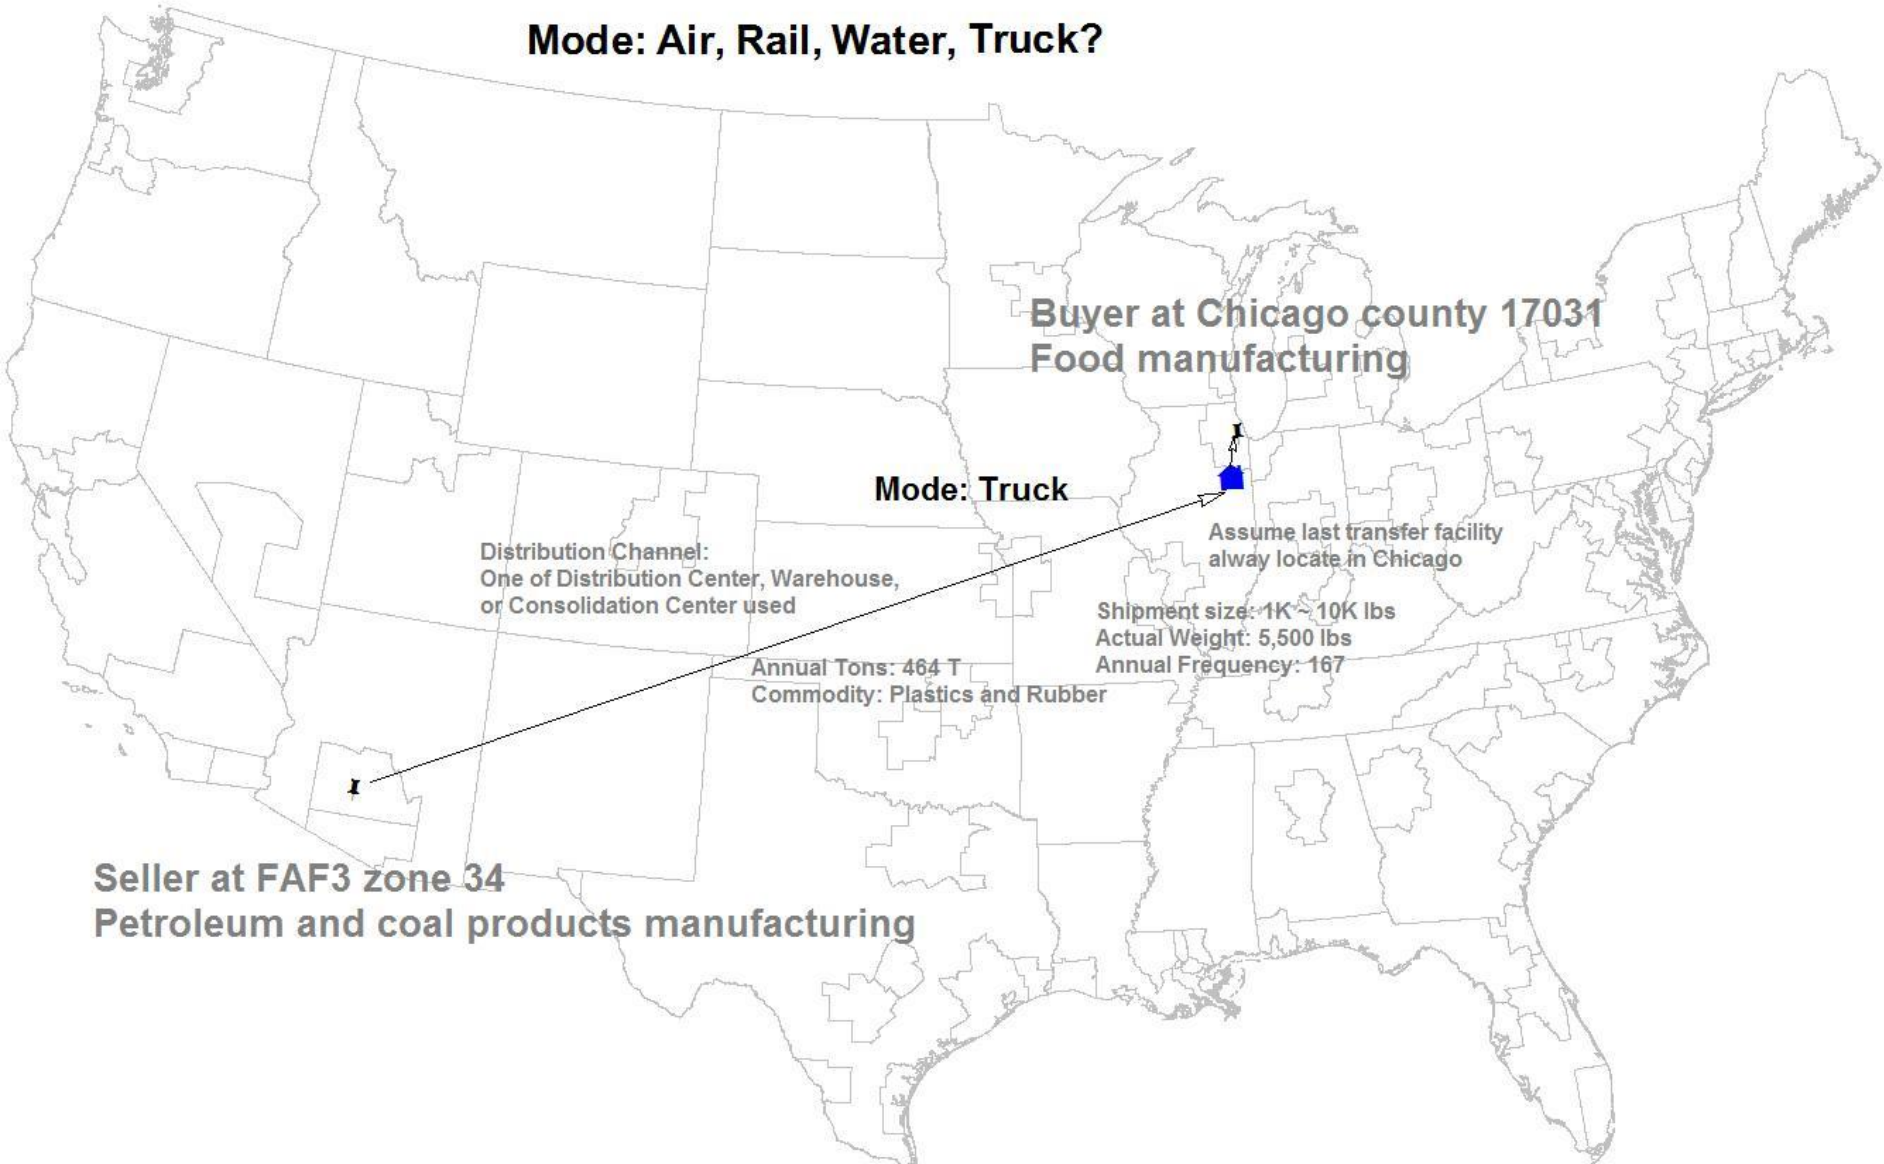 Mode: Air, Rail, Water, Truck?
Buyer at Chicago county 17031
Food manufacturing
Mode: Truck
Distribution Channel:
One of Distribution Center, Warehouse,
or Consolidation Center used
Assume last transfer facility
alway locate in Chicago
Shipment size: 1K ~ 10K lbs
Actual Weight: 5,500 lbs
Annual Frequency: 167
Annual Tons: 464 T
Commodity: Plastics and Rubber
Seller at FAF3 zone 34
Petroleum and coal products manufacturing